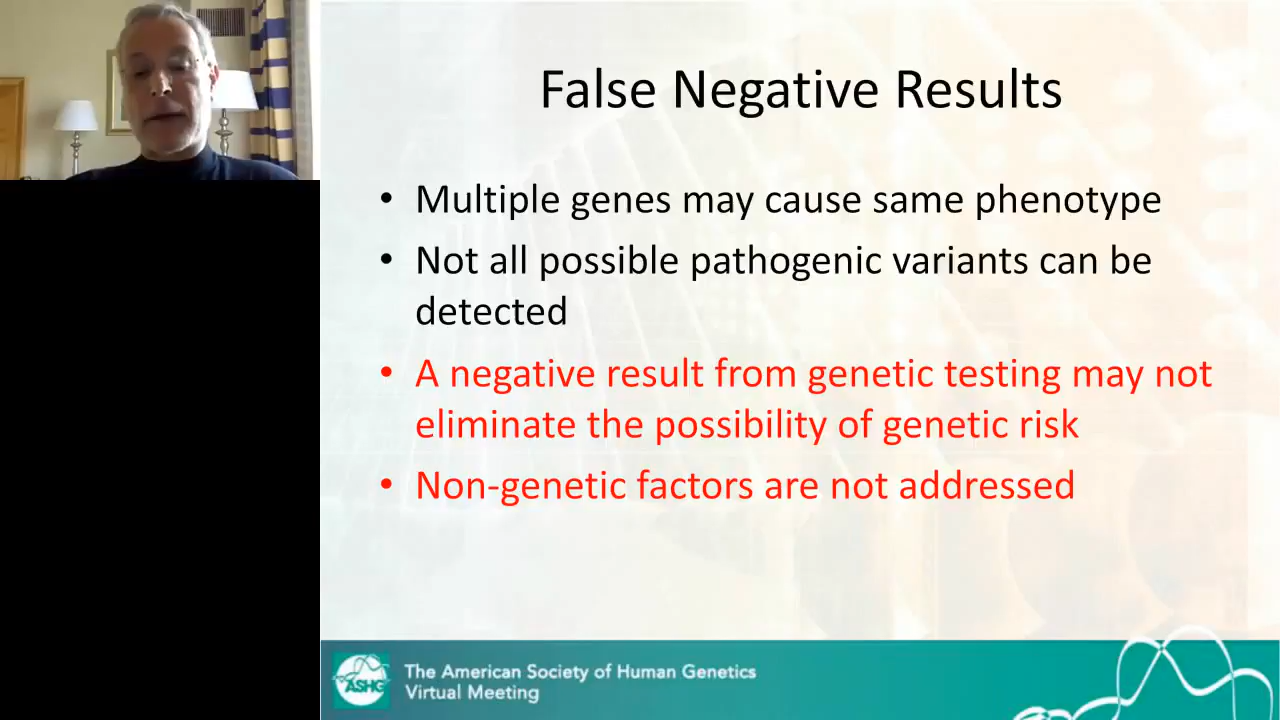 False Negative Results
• Multiple genes may cause same phenotype
• Not all possible pathogenic variants can be
detected
• A negative result from genetic testing may not
eliminate the possibility of genetic risk
• Non-genetic factors are not addressed
ASHG
The American Society of Human Genetics
Virtual Meeting